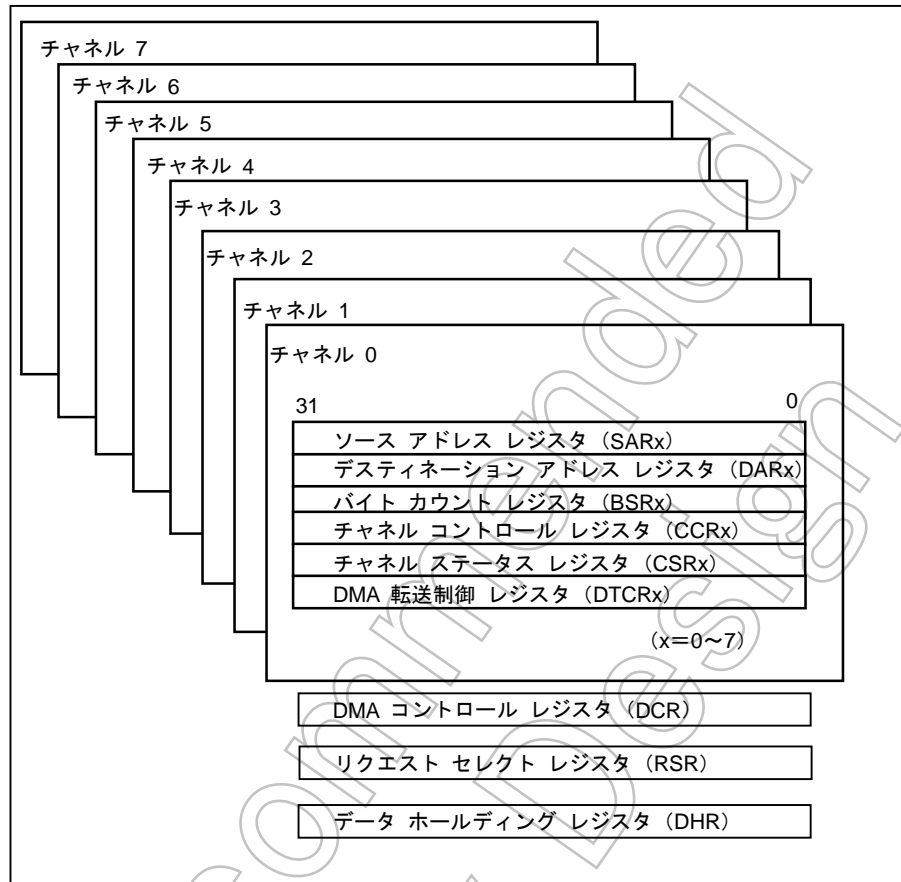 チャネル 7
チャネル 6
チャネル 5
チャネル 4
チャネル 3
チャネル 2
チャネル 1
チャネル 0
31 0
ソース アドレス レジスタ（SARx）
デスティネーション アドレス レジスタ（DARx）
バイト カウント レジスタ（BSRx）
チャネル コントロール レジスタ（CCRx）
チャネル ステータス レジスタ（CSRx）
DMA 転送制御 レジスタ（DTCRx）
（x＝0～7）
DMA コントロール レジスタ（DCR）
リクエスト セレクト レジスタ（RSR）
データ ホールディング レジスタ（DHR）
ommended
Design